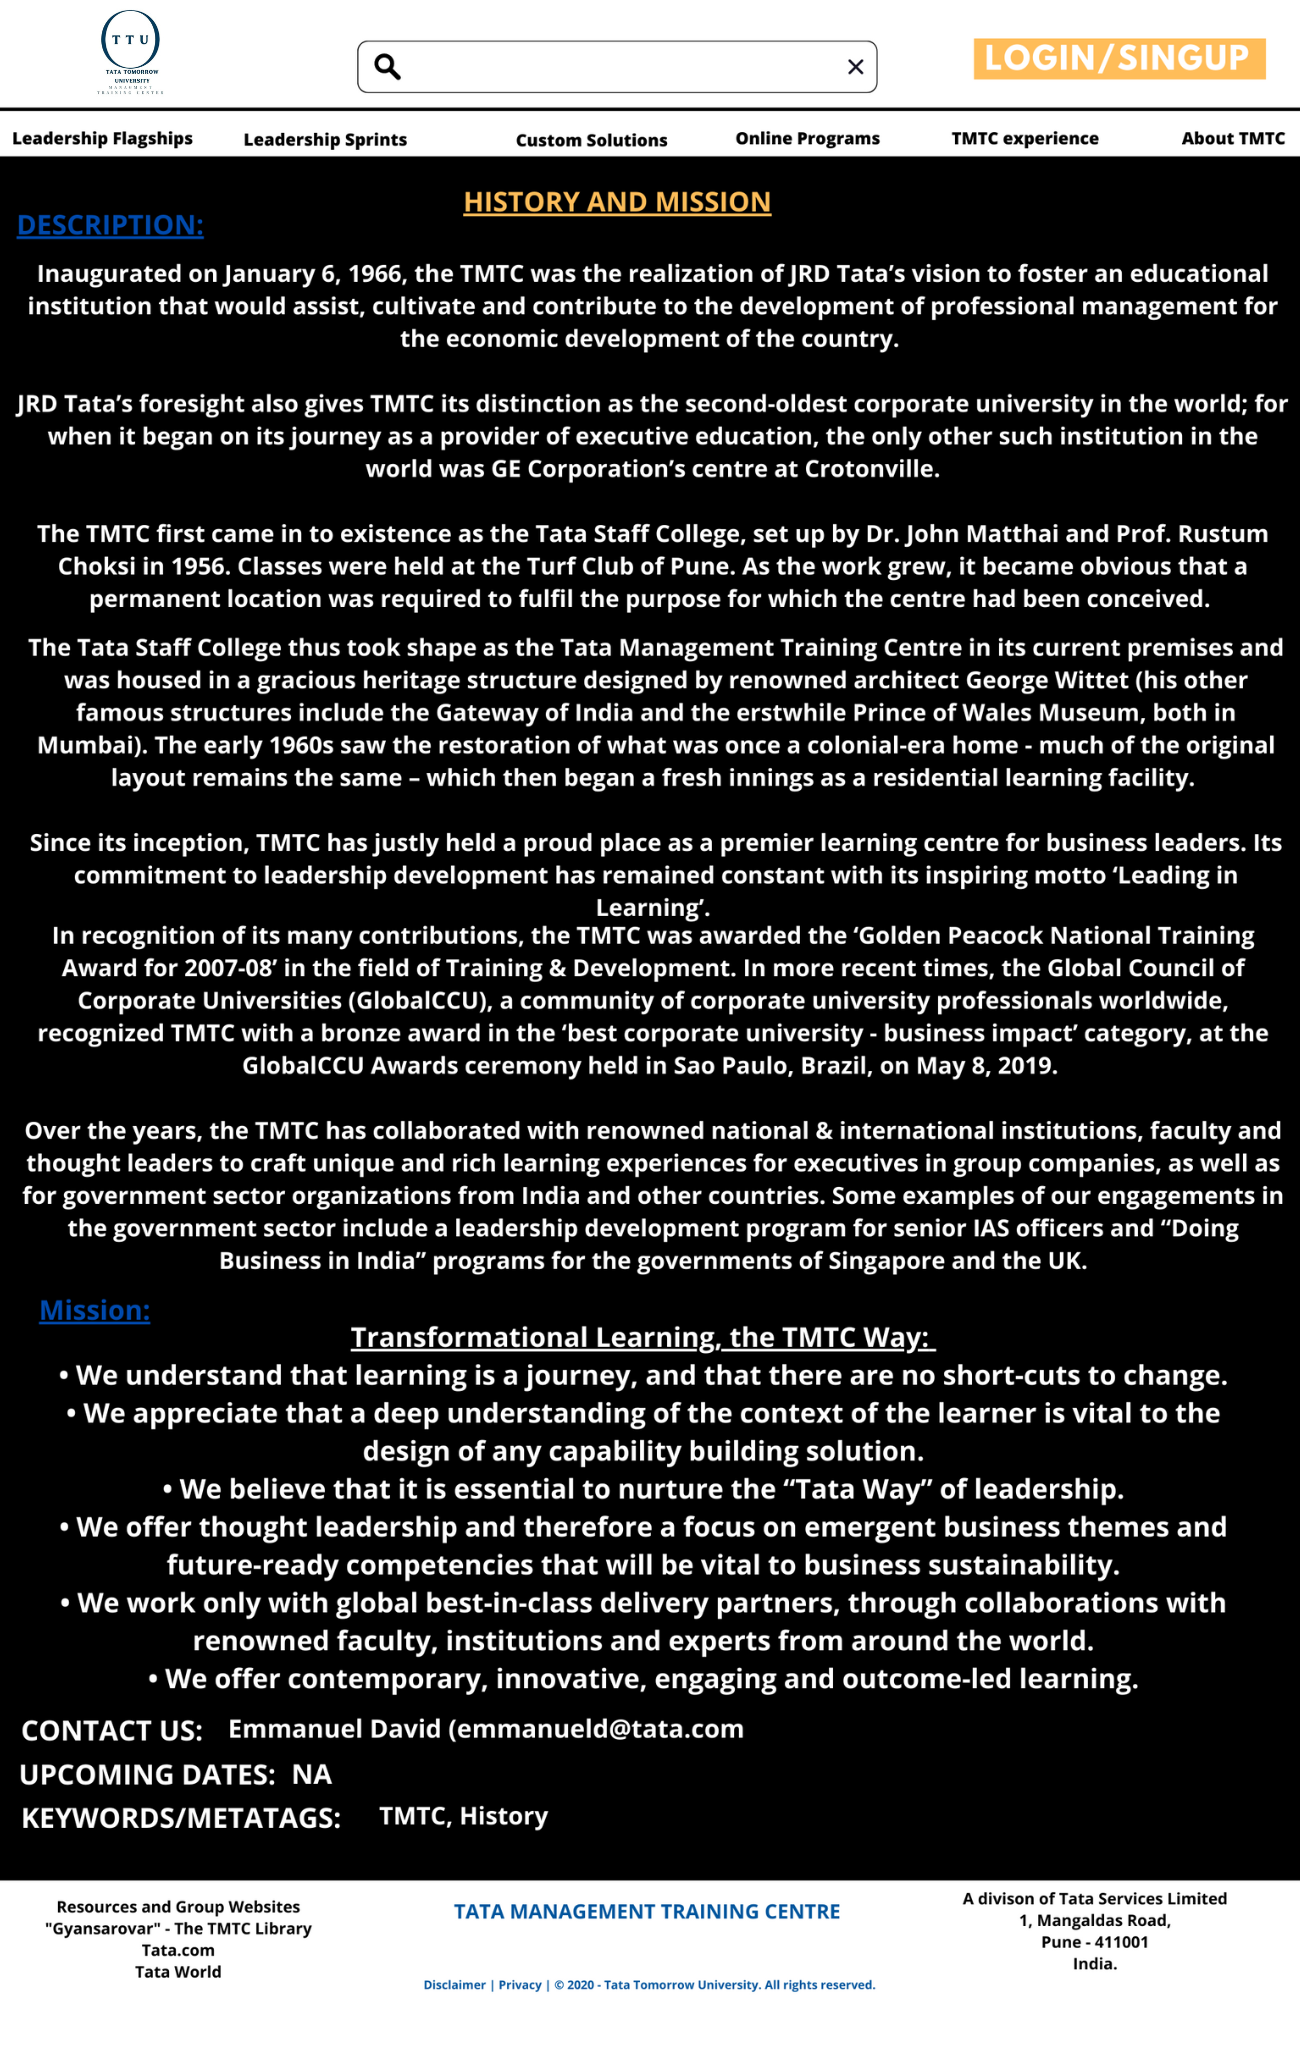 T T U
TATA TOMORROW
UNIVERSITY
MANAGMENT
TRAINING CENTER
LOGIN/SINGUP
Leadership Flagships
Leadership Sprints
Custom Solutions
Online Programs
TMTC experience
About TMTC
HISTORY AND MISSION
DESCRIPTION:
Inaugurated on January 6, 1966, the TMTC was the realization of JRD Tata’s vision to foster an educational
institution that would assist, cultivate and contribute to the development of professional management for
the economic development of the country.
JRD Tata’s foresight also gives TMTC its distinction as the second-oldest corporate university in the world; for
when it began on its journey as a provider of executive education, the only other such institution in the
world was GE Corporation’s centre at Crotonville.
The TMTC first came in to existence as the Tata Staff College, set up by Dr. John Matthai and Prof. Rustum
Choksi in 1956. Classes were held at the Turf Club of Pune. As the work grew, it became obvious that a
permanent location was required to fulfil the purpose for which the centre had been conceived.
The Tata Staff College thus took shape as the Tata Management Training Centre in its current premises and
was housed in a gracious heritage structure designed by renowned architect George Wittet (his other
famous structures include the Gateway of India and the erstwhile Prince of Wales Museum, both in
Mumbai). The early 1960s saw the restoration of what was once a colonial-era home - much of the original
layout remains the same – which then began a fresh innings as a residential learning facility.
Since its inception, TMTC has justly held a proud place as a premier learning centre for business leaders. Its
commitment to leadership development has remained constant with its inspiring motto ‘Leading in
Learning’.
In recognition of its many contributions, the TMTC was awarded the ‘Golden Peacock National Training
Award for 2007-08’ in the field of Training & Development. In more recent times, the Global Council of
Corporate Universities (GlobalCCU), a community of corporate university professionals worldwide,
recognized TMTC with a bronze award in the ‘best corporate university - business impact’ category, at the
GlobalCCU Awards ceremony held in Sao Paulo, Brazil, on May 8, 2019.
Over the years, the TMTC has collaborated with renowned national & international institutions, faculty and
thought leaders to craft unique and rich learning experiences for executives in group companies, as well as
for government sector organizations from India and other countries. Some examples of our engagements in
the government sector include a leadership development program for senior IAS officers and “Doing
Business in India” programs for the governments of Singapore and the UK.
Mission:
Transformational Learning, the TMTC Way:
• We understand that learning is a journey, and that there are no short-cuts to change.
• We appreciate that a deep understanding of the context of the learner is vital to the
design of any capability building solution.
• We believe that it is essential to nurture the “Tata Way” of leadership.
• We offer thought leadership and therefore a focus on emergent business themes and
future-ready competencies that will be vital to business sustainability.
• We work only with global best-in-class delivery partners, through collaborations with
renowned faculty, institutions and experts from around the world.
• We offer contemporary, innovative, engaging and outcome-led learning.
CONTACT US: Emmanuel David (emmanueld@tata.com
UPCOMING DATES: NA
KEYWORDS/METATAGS: TMTC, History
Resources and Group Websites
"Gyansarovar" - The TMTC Library
Tata.com
Tata World
TATA MANAGEMENT TRAINING CENTRE
Disclaimer | Privacy | © 2020 - Tata Tomorrow University. All rights reserved.
A divison of Tata Services Limited
1, Mangaldas Road,
Pune - 411001
India.